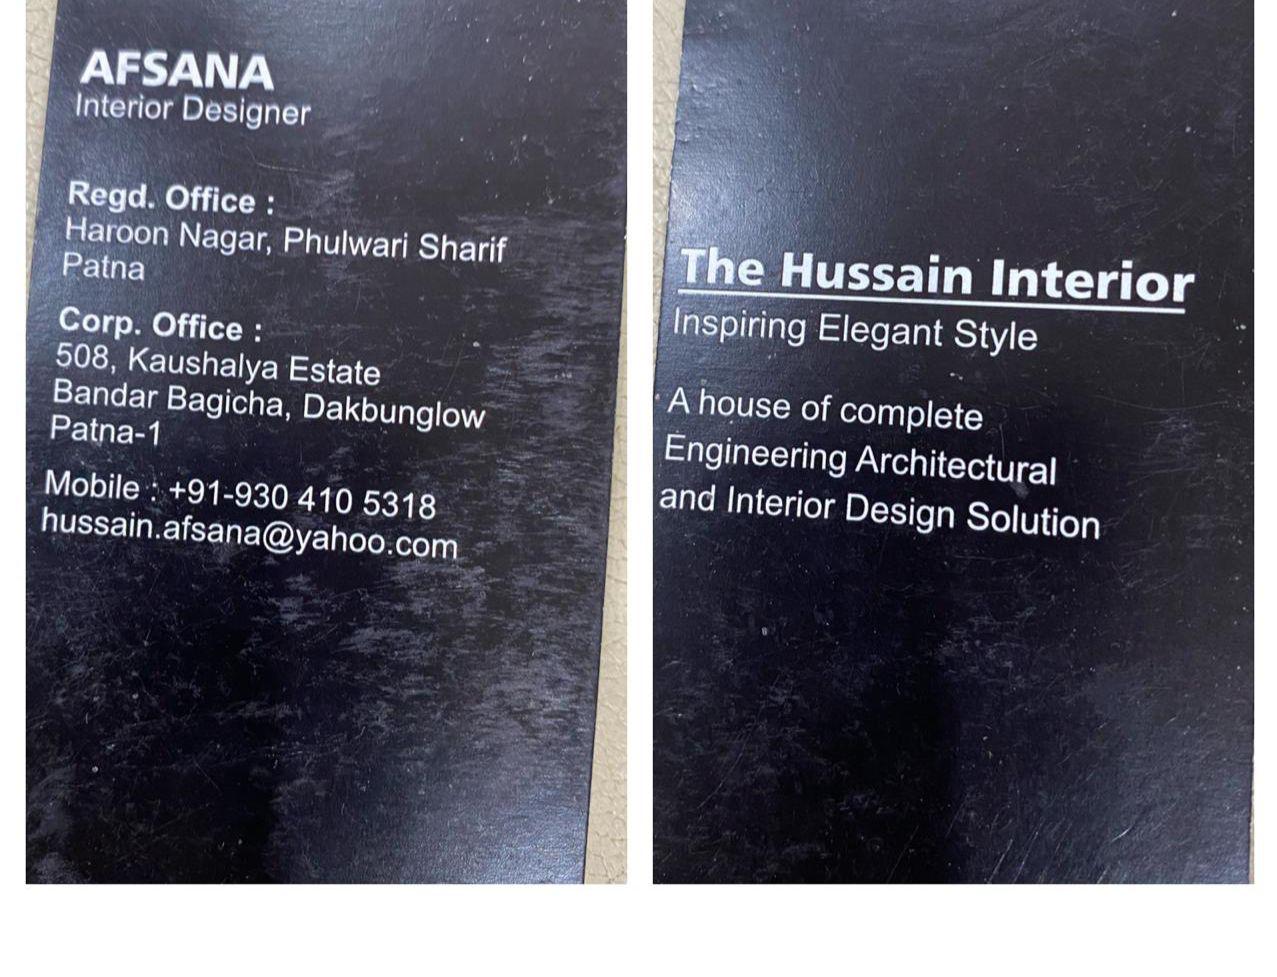 AFSANA
Interior Designer
Regd. Office :
Haroon Nagar, Phulwari Sharif
Patna
Corp. Office :
508, Kaushalya Estate
Bandar Bagicha, Dakbunglow
Patna-1
Mobile : +91-930 410 5318
hussain.afsana@yahoo.com
The Hussain Interior
Inspiring Elegant Style
A house of complete
Engineering Architectural
and Interior Design Solution